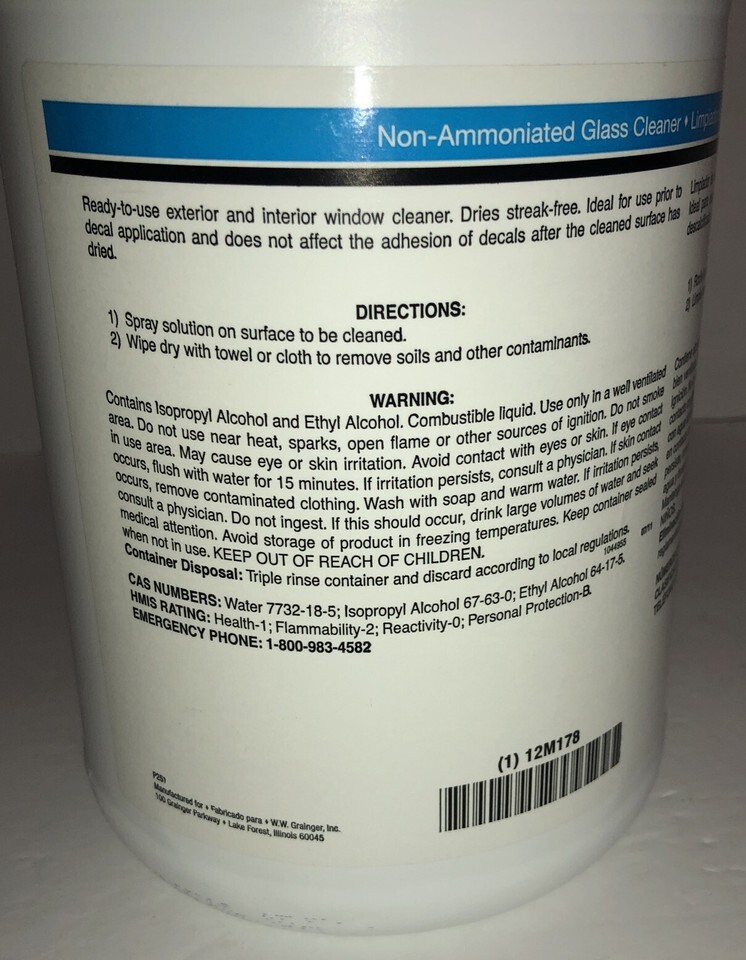 Non-Ammoniated Glass Cleaner •
Ready-to-use exterior and interior window cleaner. Dries streak-free. Ideal for use prior to
decal application and does not affect the adhesion of decals after the cleaned surface has
dried.
DIRECTIONS:
1) Spray solution on surface to be cleaned.
2) Wipe dry with towel or cloth to remove soils and other contaminants.
WARNING:
Contains Isopropyl Alcohol and Ethyl Alcohol. Combustible liquid. Use only in a well ventilated
area. Do not use near heat, sparks, open flame or other sources of ignition. Do not smoke
in use area. May cause eye or skin irritation. Avoid contact with eyes or skin. If eye contact
occurs, flush with water for 15 minutes. If irritation persists, consult a physician. If skin contact
occurs, remove contaminated clothing. Wash with soap and warm water. If irritation persists,
consult a physician. Do not ingest. If this should occur, drink large volumes of water and seek
medical attention. Avoid storage of product in freezing temperatures. Keep container sealed
when not in use. KEEP OUT OF REACH OF CHILDREN.
Container Disposal: Triple rinse container and discard according to local regulations.
CAS NUMBERS: Water 7732-18-5; Isopropyl Alcohol 67-63-0; Ethyl Alcohol 64-17-5.
HMIS RATING: Health-1; Flammability-2; Reactivity-0; Personal Protection-B.
EMERGENCY PHONE: 1-800-983-4582
(1) 12M178
P251
Manufactured for • Fabricado para • W.W. Grainger, Inc.
100 Grainger Parkway • Lake Forest, Illinois 60045